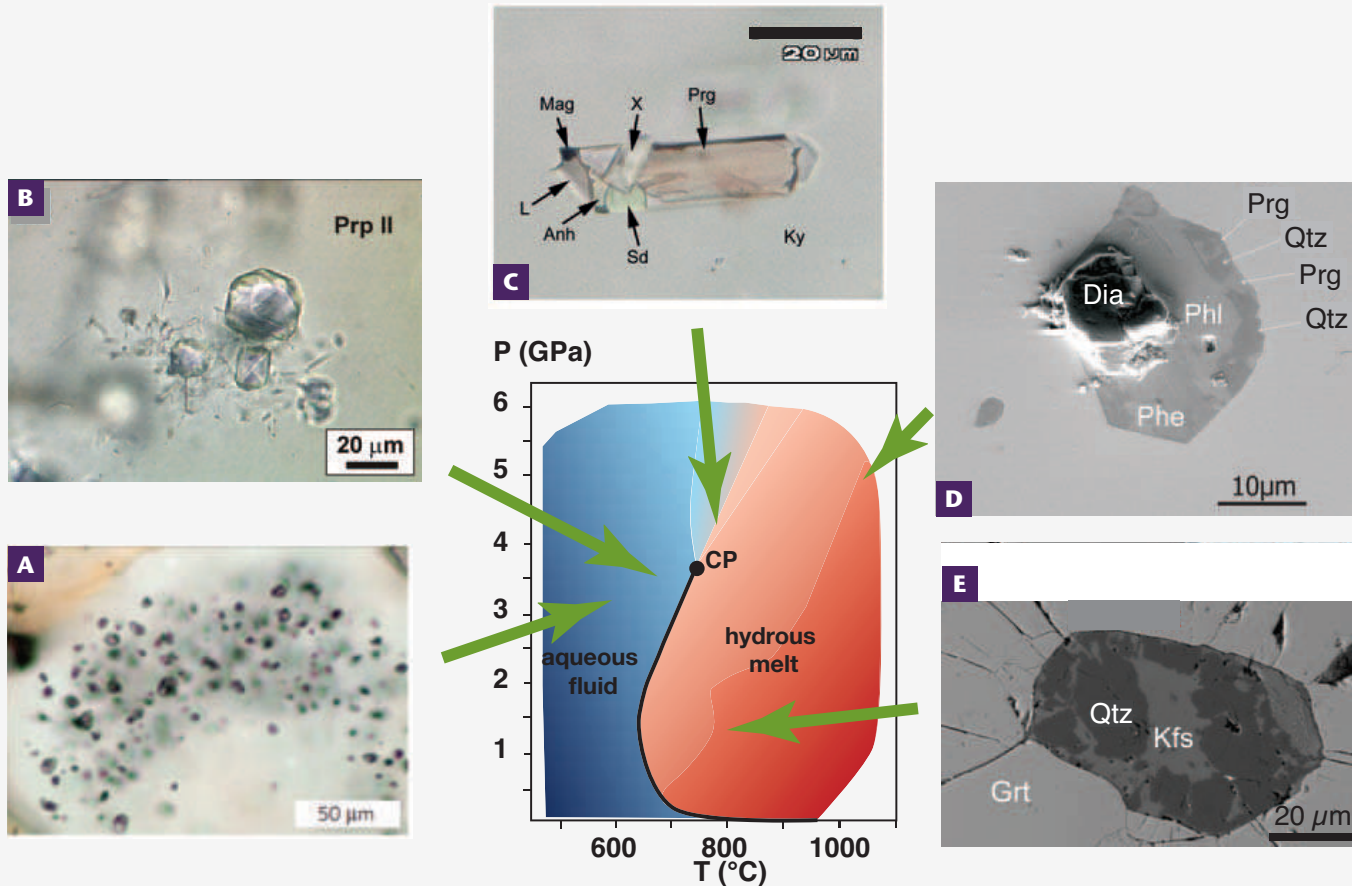 B
Prp II
20 µm
A
50 µm
20 µm
Mag
X
Prg
L
Anh
Sd
Ky
C
P (GPa)
6
5
4
3
2
1
CP
aqueous
fluid
hydrous
melt
600
800
1000
T (°C)
Prg
Qtz
Prg
Qtz
Dia
Phl
Phe
D
10µm
E
Qtz
Kfs
Grt
20 µm